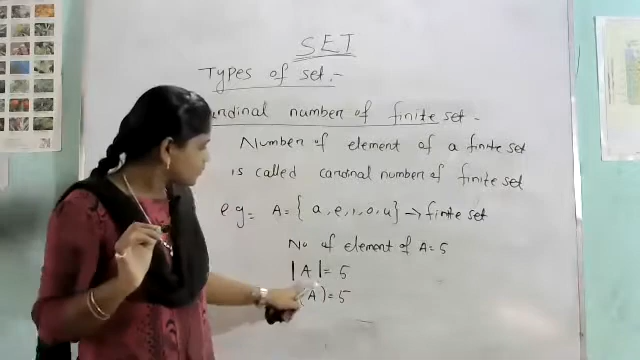 SET
Types of set :-
ardinal number of finite set -
Number of element of a finite set
is called cardinal number of finite set
eg = A = { a, e, i, o, u } → finite set
No of element of A = 5
|A| = 5
(A) = 5